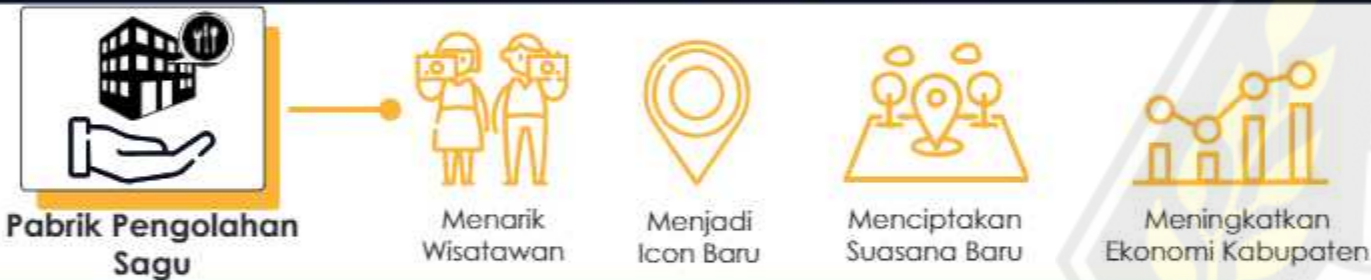 Pabrik Pengolahan
Sagu
Menarik
Wisatawan
Menjadi
Icon Baru
Menciptakan
Suasana Baru
Meningkatkan
Ekonomi Kabupaten